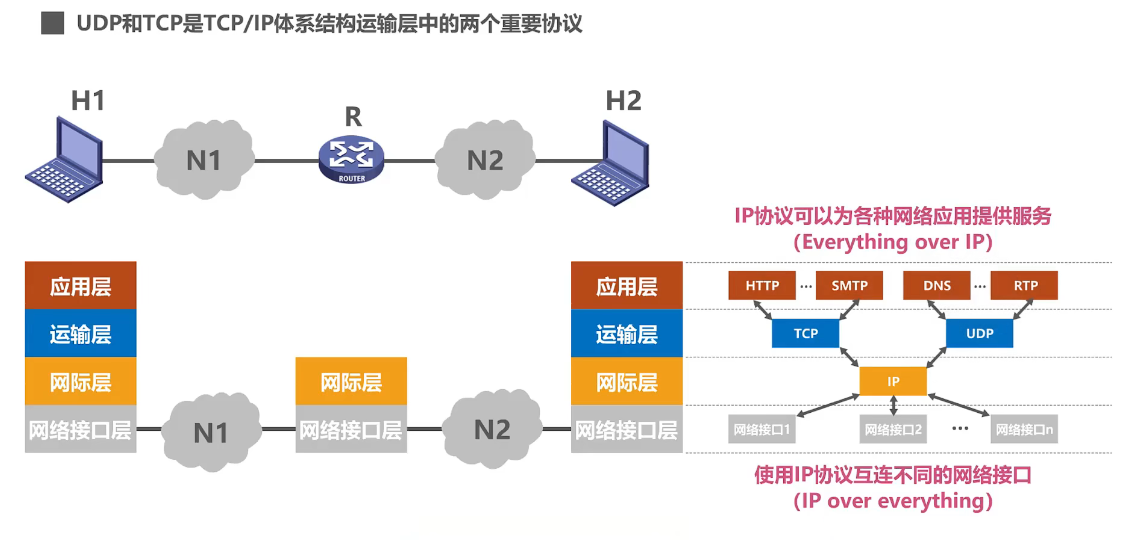 UDP和TCP是TCP/IP体系结构运输层中的两个重要协议
H1
R
H2
N1
ROUTER
N2
IP协议可以为各种网络应用提供服务
（Everything over IP）
应用层
运输层
网际层
网络接口层
N1
网际层
网络接口层
N2
应用层
运输层
网际层
网络接口层
HTTP ··· SMTP DNS ··· RTP
TCP UDP
IP
网络接口1 网络接口2 ··· 网络接口n
使用IP协议互连不同的网络接口
（IP over everything）